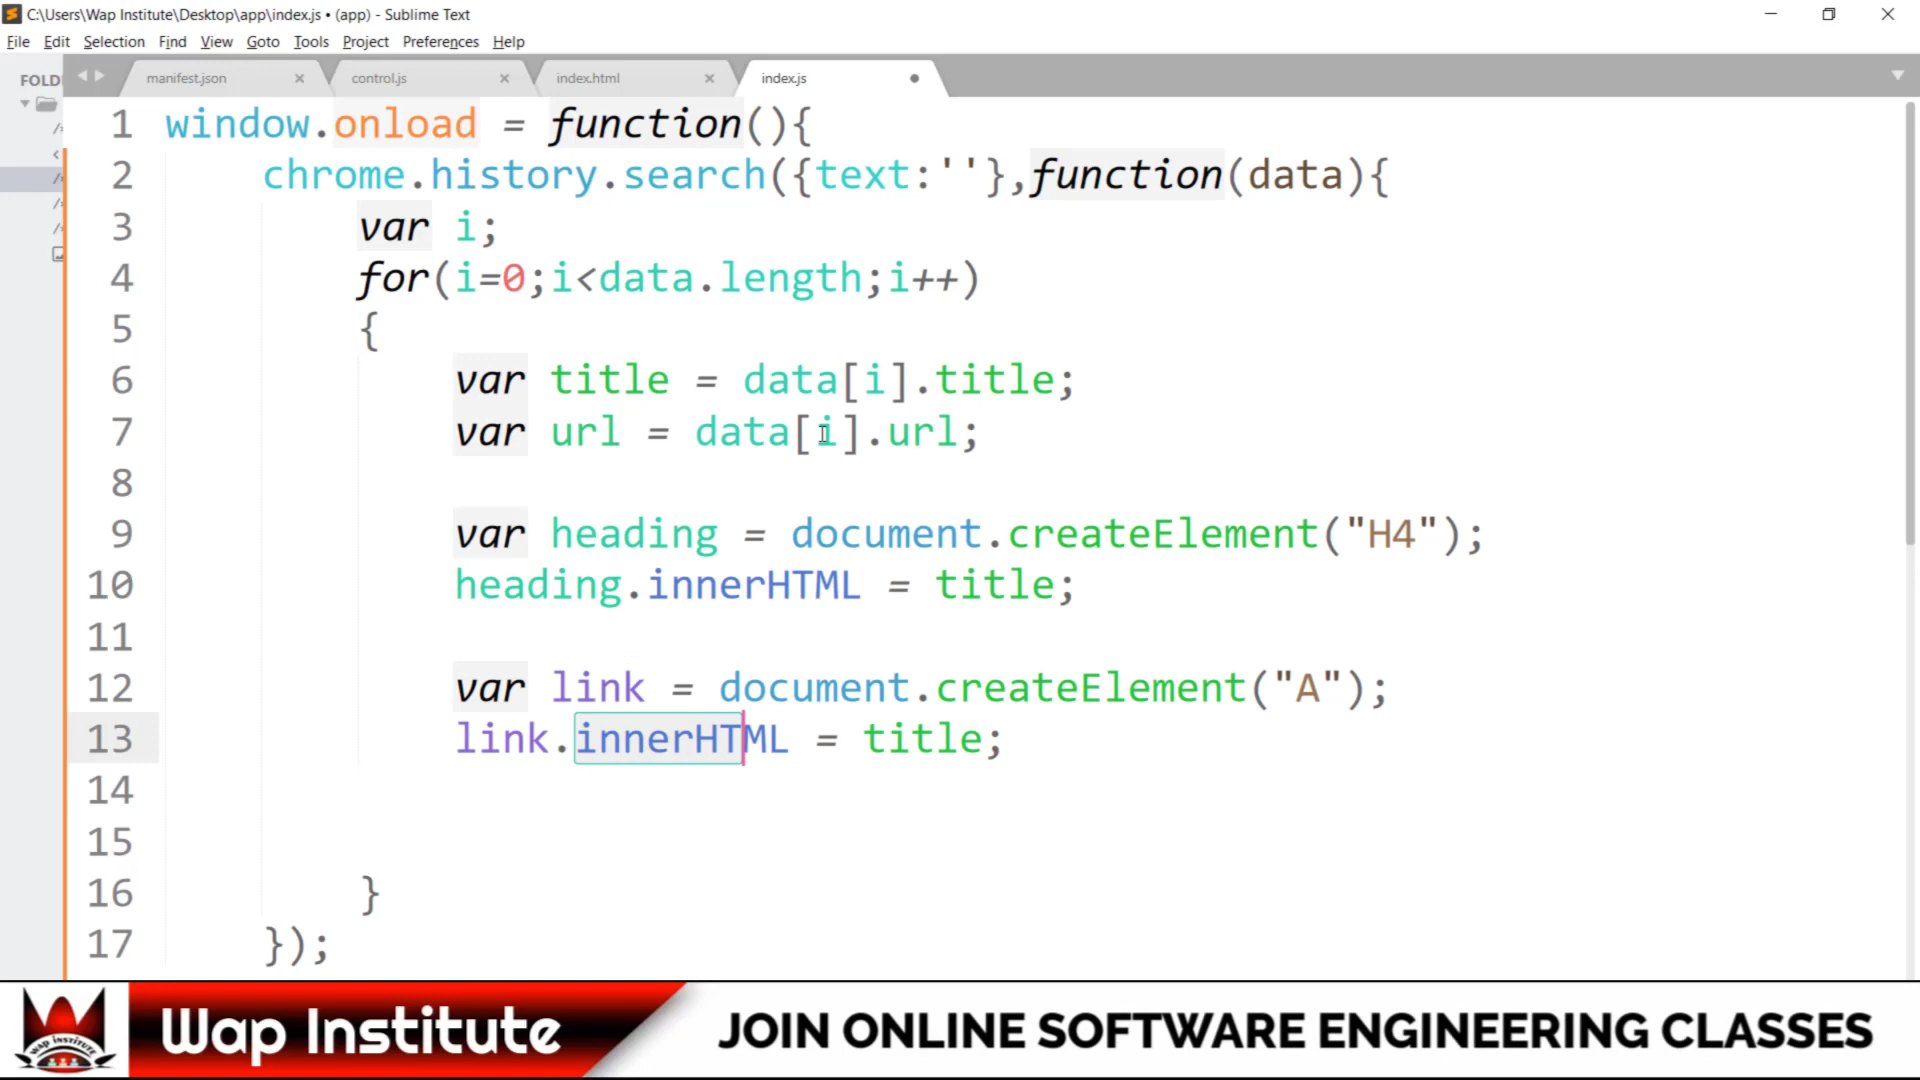 C:\Users\Wap Institute\Desktop\app\index.js • (app) - Sublime Text
File Edit Selection Find View Goto Tools Project Preferences Help
FOLD
manifest.json × control.js × index.html × index.js
1 window.onload = function(){
2 chrome.history.search({text:''},function(data){
3 var i;
4 for(i=0;i<data.length;i++)
5 {
6 var title = data[i].title;
7 var url = data[i].url;
8
9 var heading = document.createElement("H4");
10 heading.innerHTML = title;
11
12 var link = document.createElement("A");
13 link.innerHTML = title;
14
15
16 }
17 });
WAP INSTITUTE
Wap Institute
JOIN ONLINE SOFTWARE ENGINEERING CLASSES